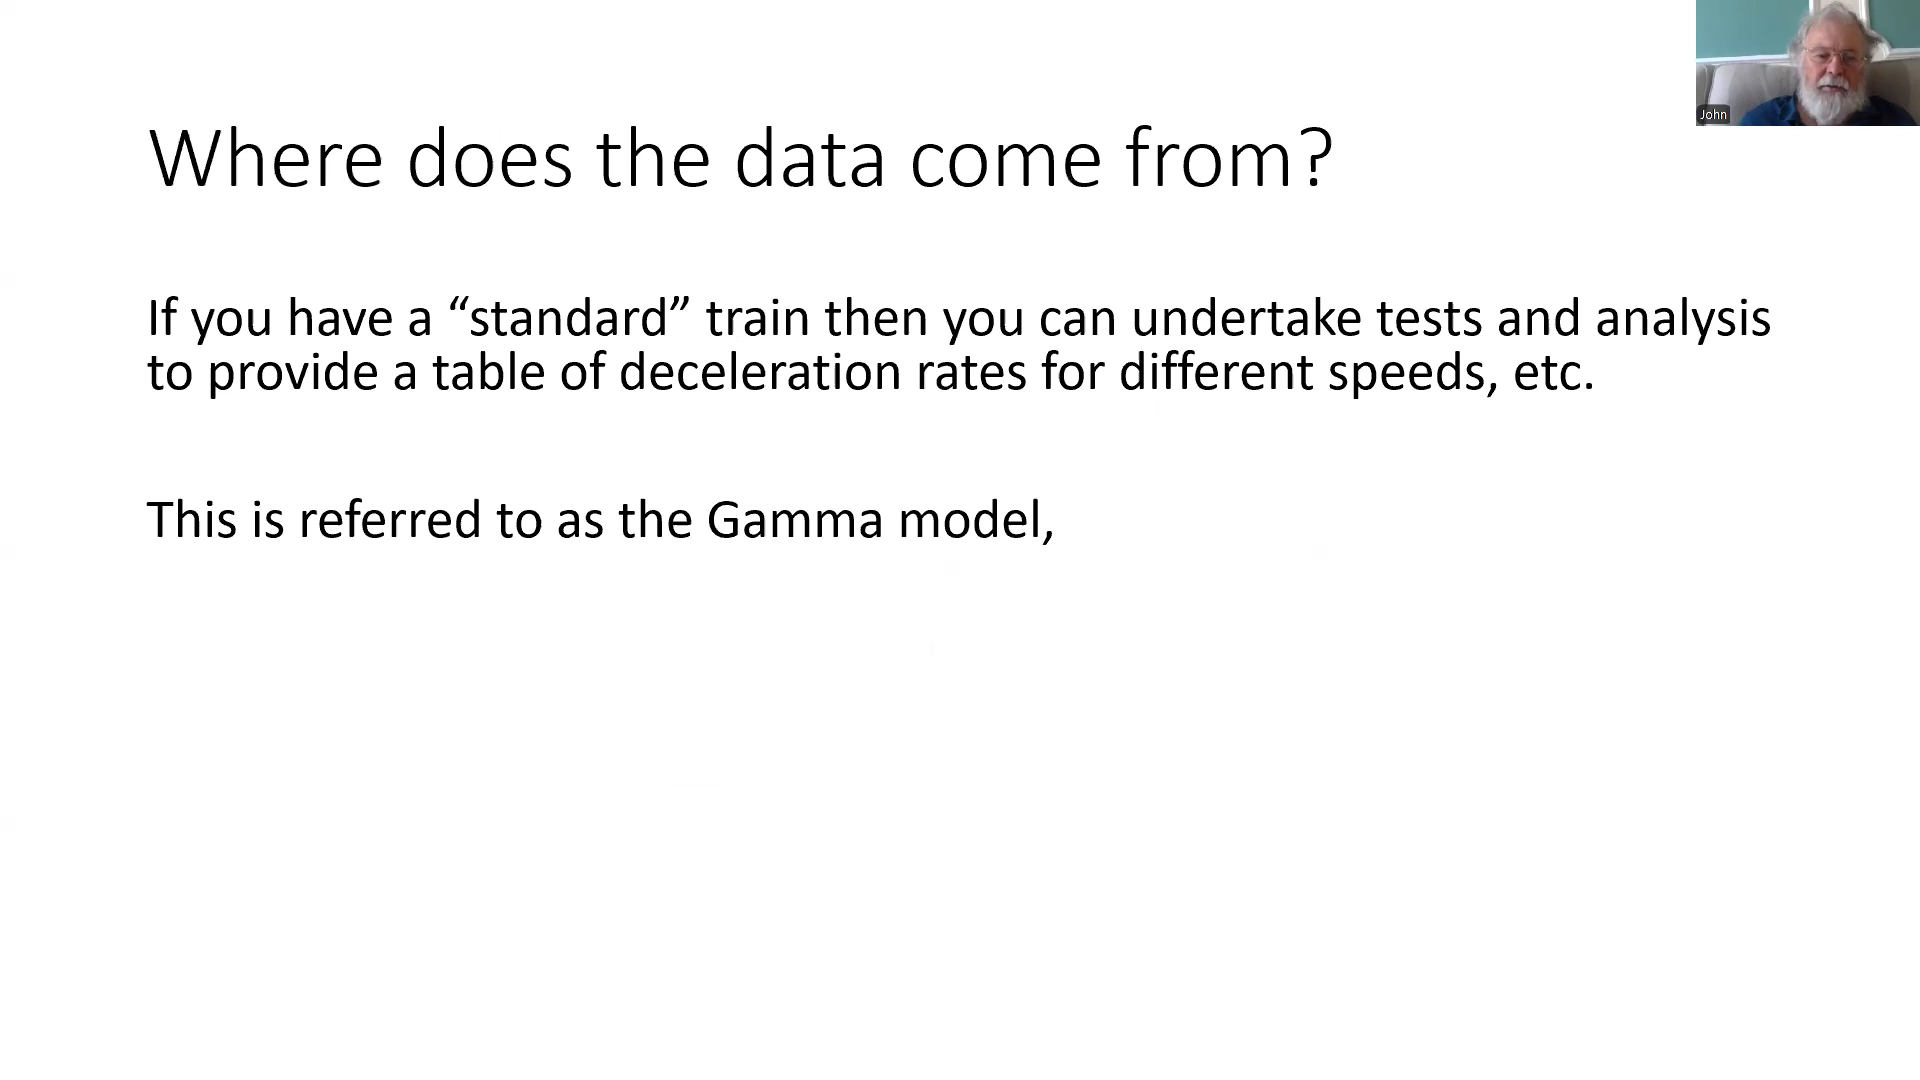 John
Where does the data come from?
If you have a “standard” train then you can undertake tests and analysis
to provide a table of deceleration rates for different speeds, etc.
This is referred to as the Gamma model,